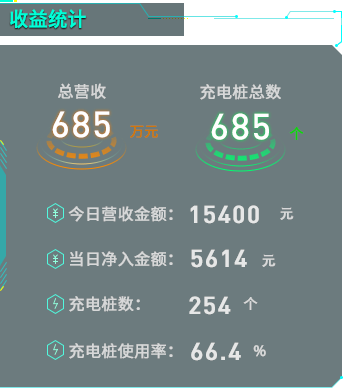 收益统计
总营收 充电桩总数
685 万元 685 个
今日营收金额： 15400 元
当日净入金额： 5614 元
充电桩数： 254 个
充电桩使用率： 66.4 %